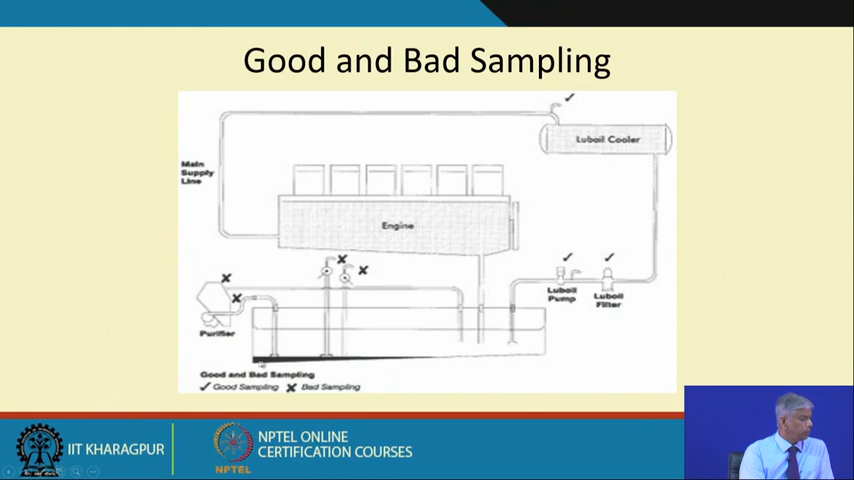 Good and Bad Sampling
Luboil Cooler
Main
Supply
Line
Engine
Luboil
Pump
Luboil
Filter
Purifier
Good and Bad Sampling
✓ Good Sampling ✗ Bad Sampling
IIT KHARAGPUR
NPTEL ONLINE
CERTIFICATION COURSES
NPTEL